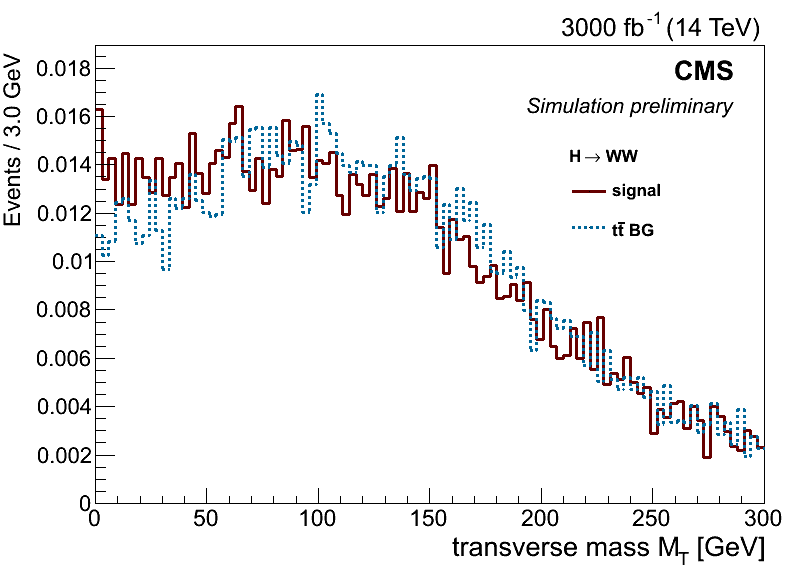 3000 fb⁻¹ (14 TeV)
CMS
Simulation preliminary
H → WW
signal
tt̄ BG
Events / 3.0 GeV
0.018
0.016
0.014
0.012
0.01
0.008
0.006
0.004
0.002
0
0 50 100 150 200 250 300
transverse mass M_T [GeV]